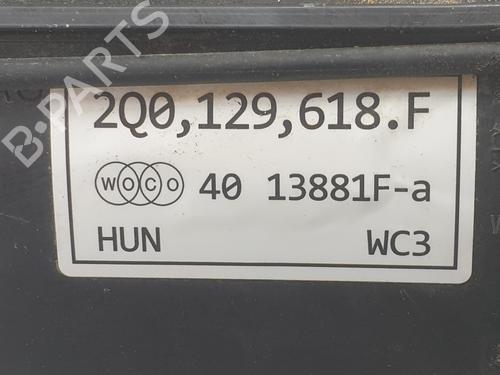 2Q0,129,618.F
WOCO 40 13881F-a
HUN WC3
B-PARTS